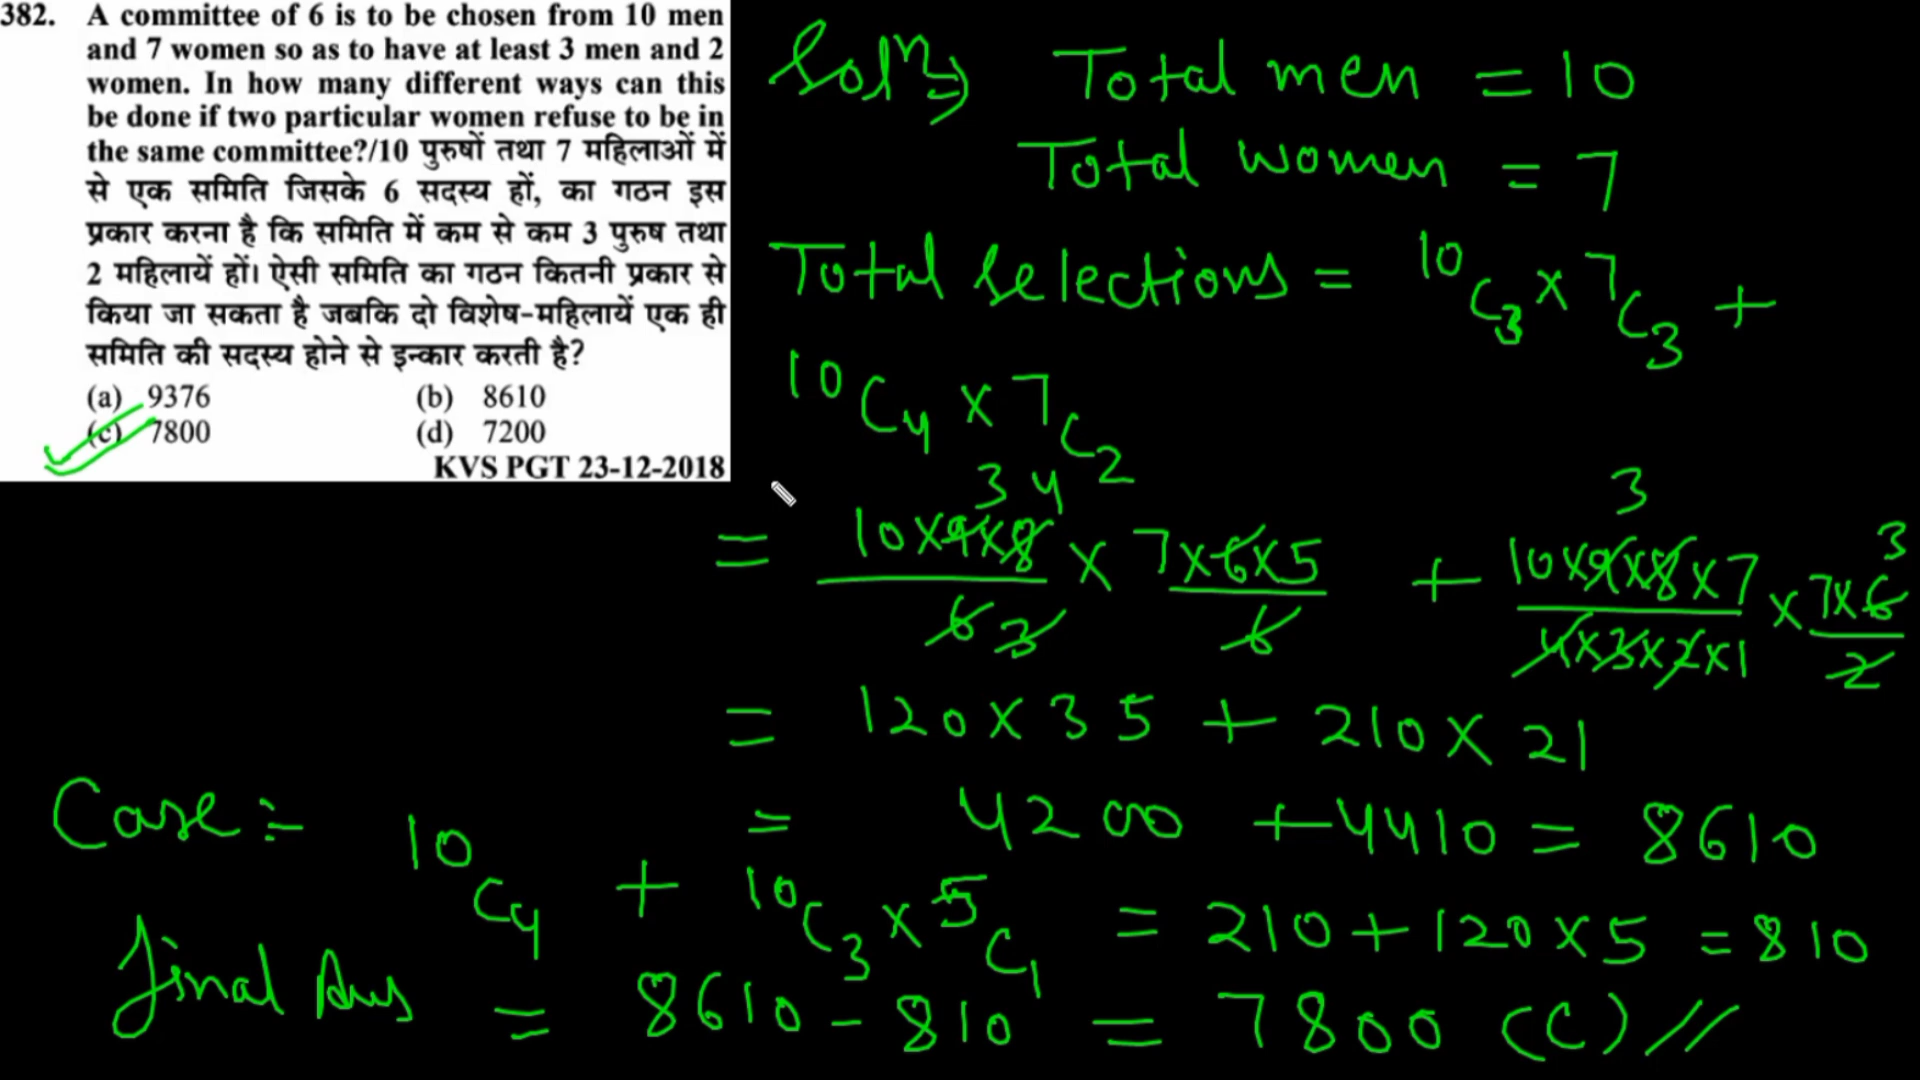 382. A committee of 6 is to be chosen from 10 men
and 7 women so as to have at least 3 men and 2
women. In how many different ways can this
be done if two particular women refuse to be in
the same committee?/10 पुरुषों तथा 7 महिलाओं में
से एक समिति जिसके 6 सदस्य हों, का गठन इस
प्रकार करना है कि समिति में कम से कम 3 पुरुष तथा
2 महिलायें हों। ऐसी समिति का गठन कितनी प्रकार से
किया जा सकता है जबकि दो विशेष-महिलायें एक ही
समिति की सदस्य होने से इन्कार करती है?
(a) 9376 (b) 8610
(c) 7800 (d) 7200
KVS PGT 23-12-2018
Solⁿ⇒ Total men = 10
Total women = 7
Total selections = ¹⁰C₃ × ⁷C₃ +
¹⁰C₄ × ⁷C₂
3 4 3 3
= 10×9×8 × 7×6×5 + 10×9×8×7 × 7×6
6 3 6 4×3×2×1 2
= 120×35 + 210×21
= 4200 + 4410 = 8610
Case:= ¹⁰C₄ + ¹⁰C₃ × ⁵C₁ = 210+120×5 = 810
final Ans = 8610 - 810 = 7800 (C) //